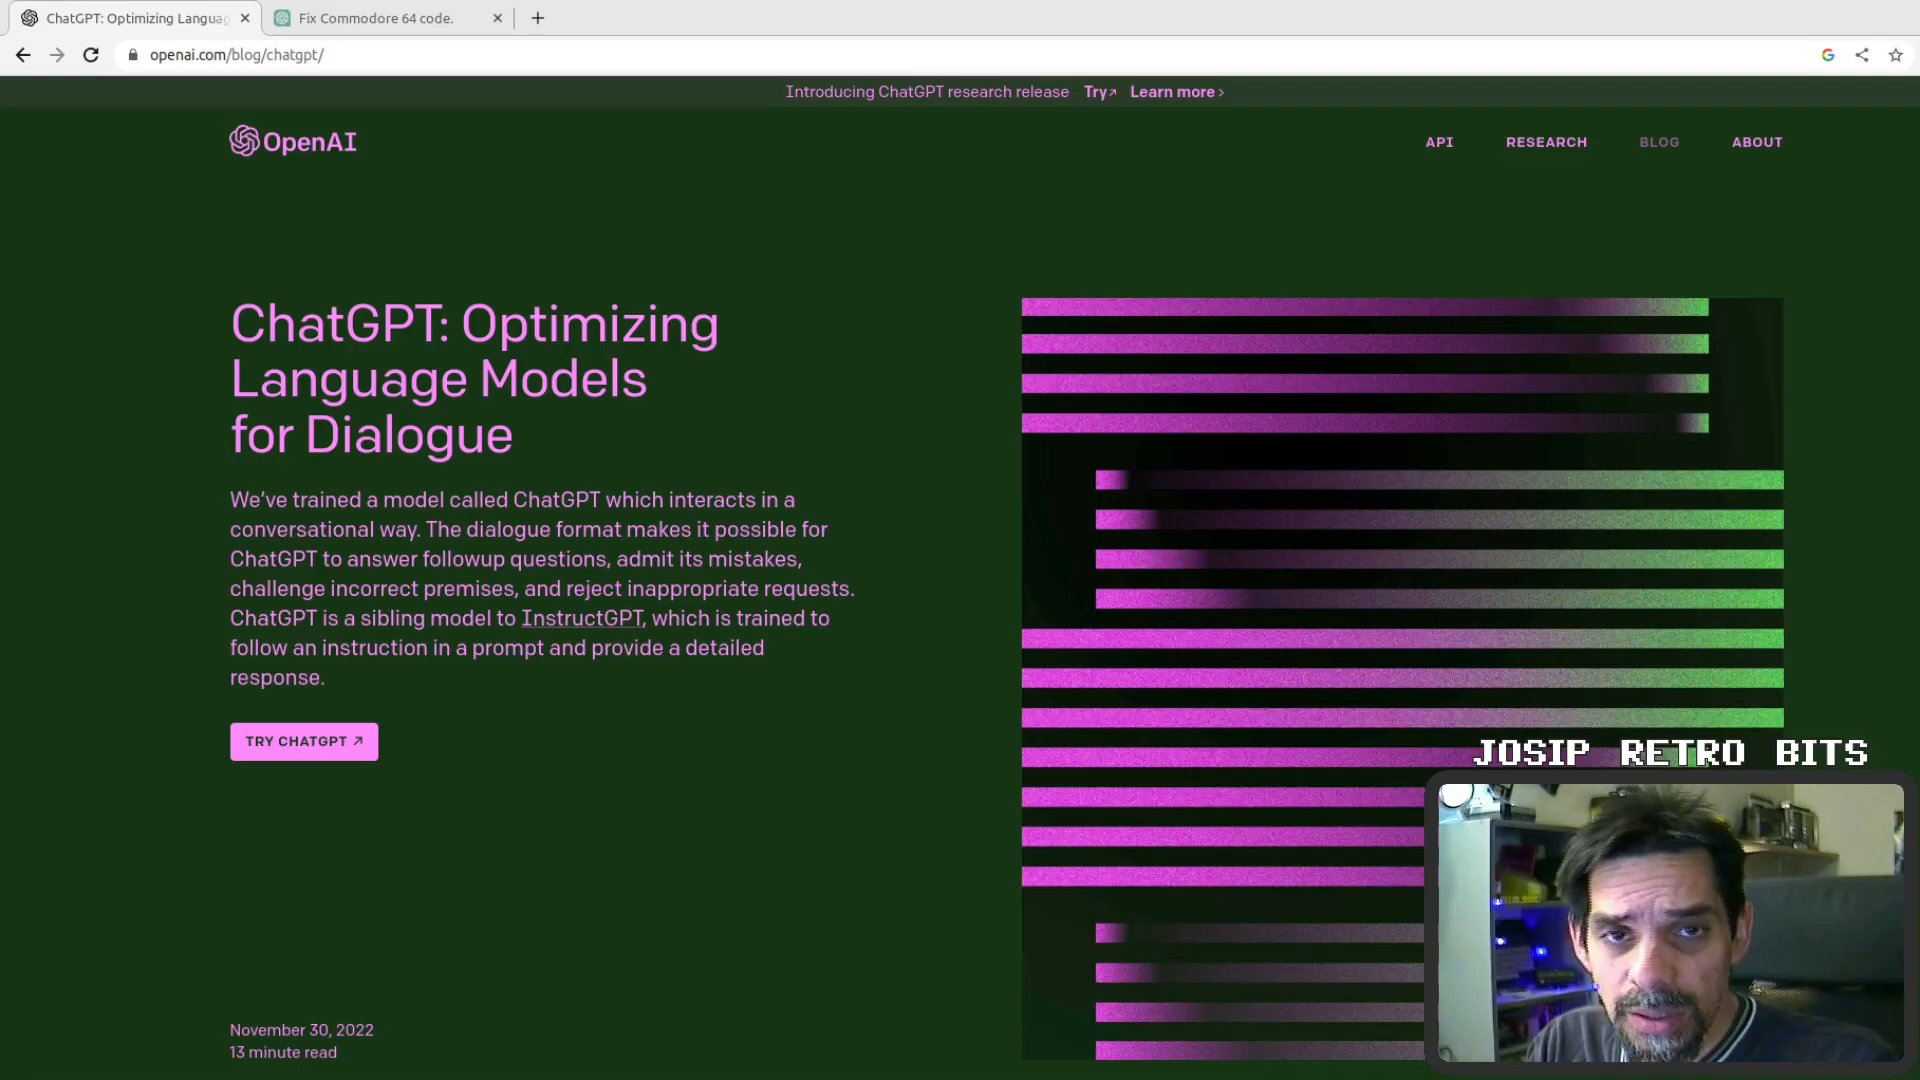 ChatGPT: Optimizing Languag
Fix Commodore 64 code.
openai.com/blog/chatgpt/
Introducing ChatGPT research release Try↗ Learn more ›
OpenAI
API RESEARCH BLOG ABOUT
ChatGPT: Optimizing
Language Models
for Dialogue
We’ve trained a model called ChatGPT which interacts in a
conversational way. The dialogue format makes it possible for
ChatGPT to answer followup questions, admit its mistakes,
challenge incorrect premises, and reject inappropriate requests.
ChatGPT is a sibling model to InstructGPT, which is trained to
follow an instruction in a prompt and provide a detailed
response.
TRY CHATGPT ↗
JOSIP RETRO BITS
November 30, 2022
13 minute read